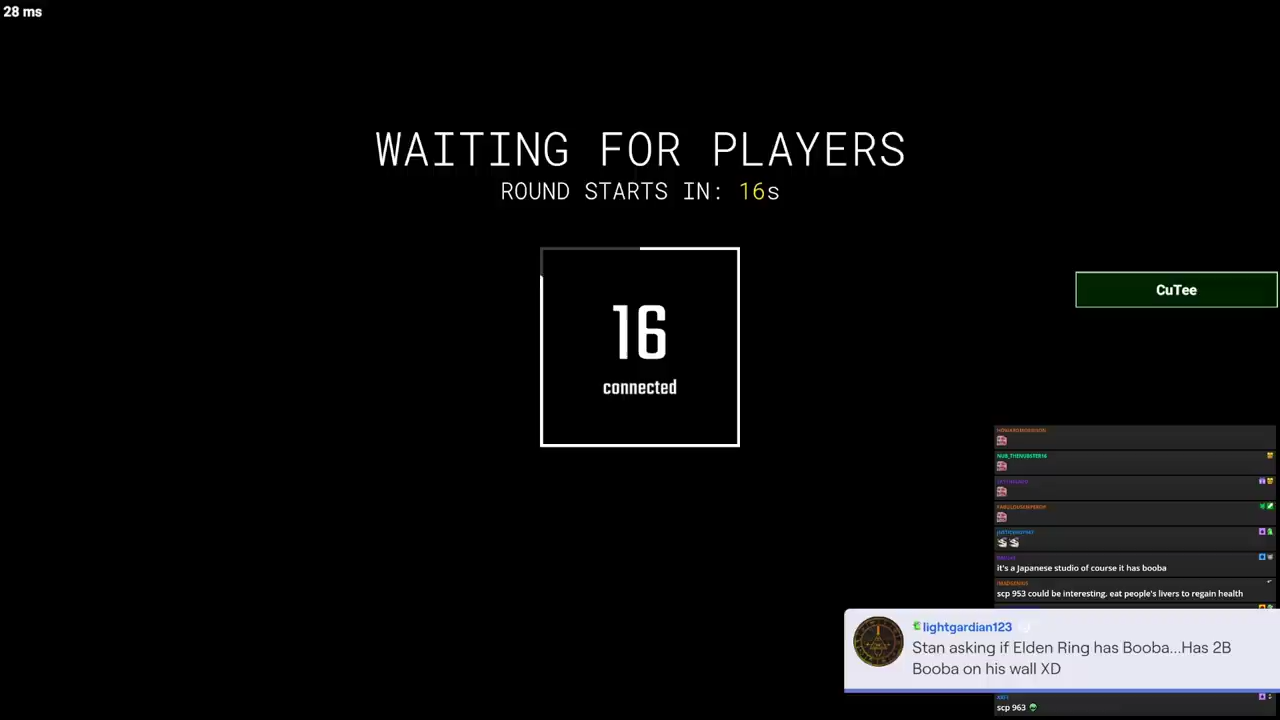 28 ms
WAITING FOR PLAYERS
ROUND STARTS IN: 16s
16
connected
CuTee
NUB_THENUBSTER16
it's a Japanese studio of course it has booba
scp 953 could be interesting. eat people's livers to regain health
lightgardian123
Stan asking if Elden Ring has Booba...Has 2B
Booba on his wall XD
scp 963